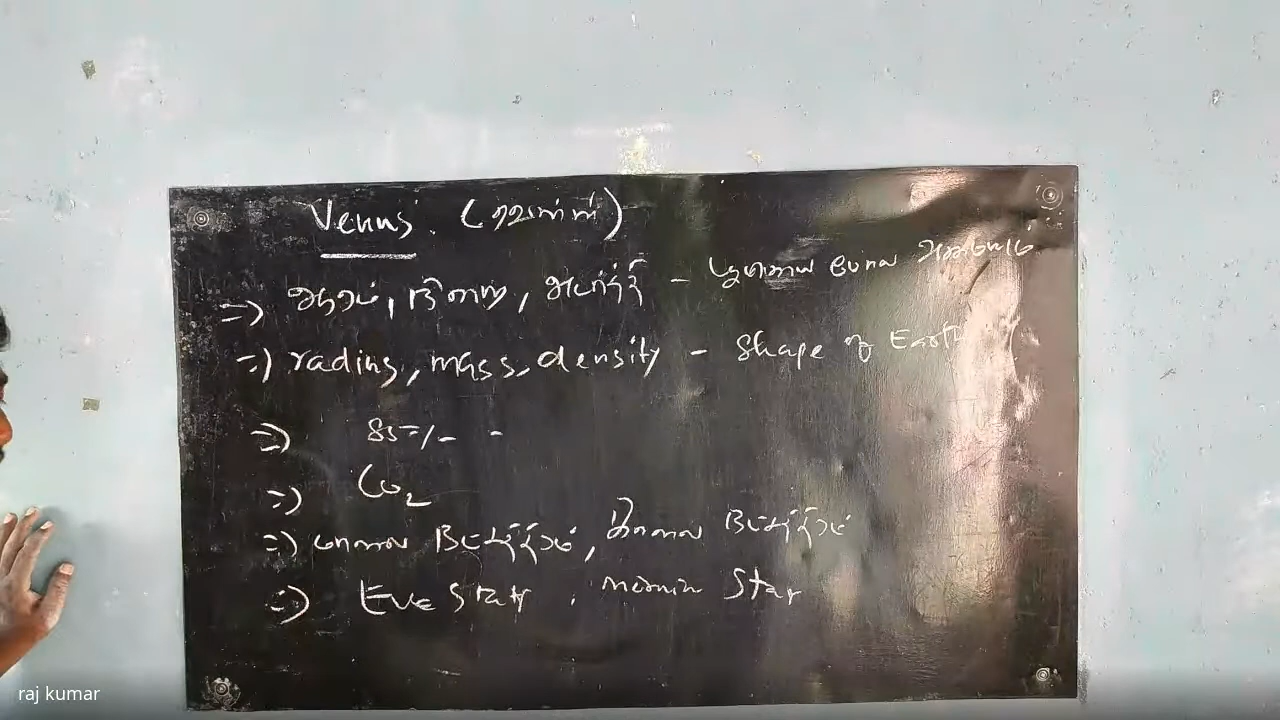 Venus. (வெள்ளி)
=> ஆரம், நிறை, அடர்த்தி - பூமியை போல அமையும்
=> radius, mass, density - shape of Earth
=> 85 %
=> CO₂
=> மாலை நட்சத்திரம், காலை நட்சத்திரம்
=> Eve Star, Star
raj kumar